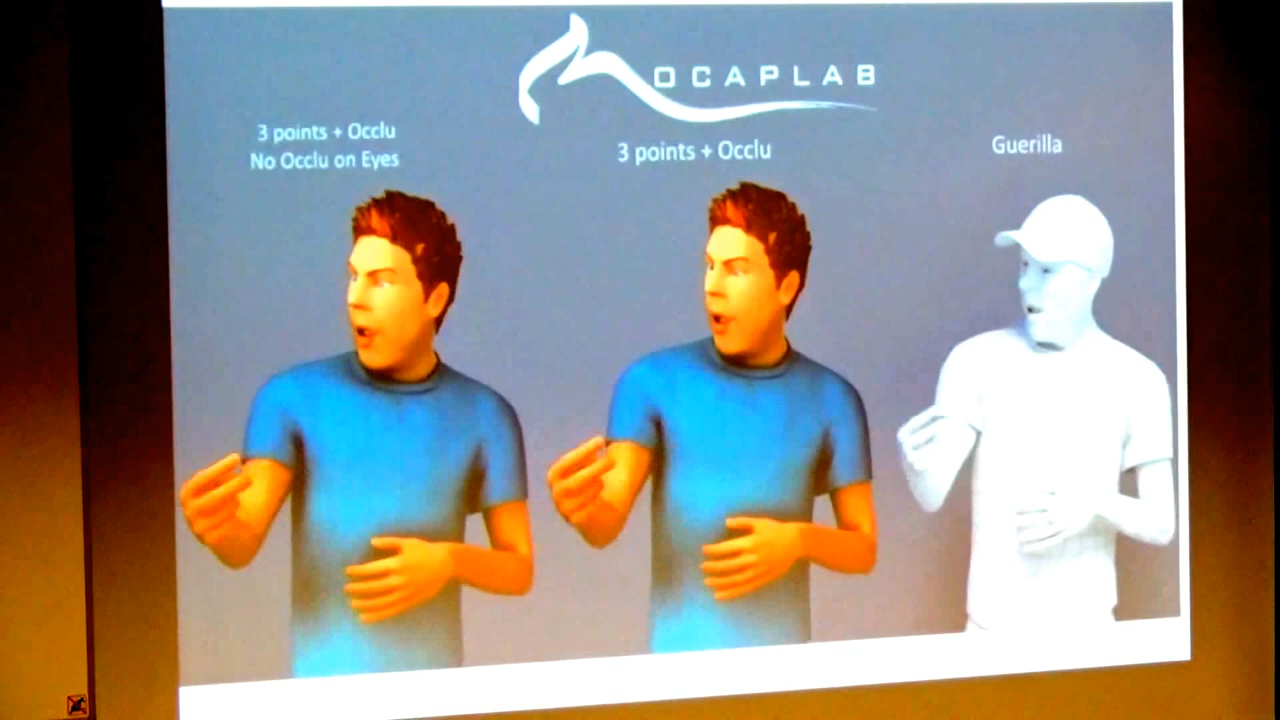 MOCAPLAB
3 points + Occlu
No Occlu on Eyes
3 points + Occlu
Guerilla